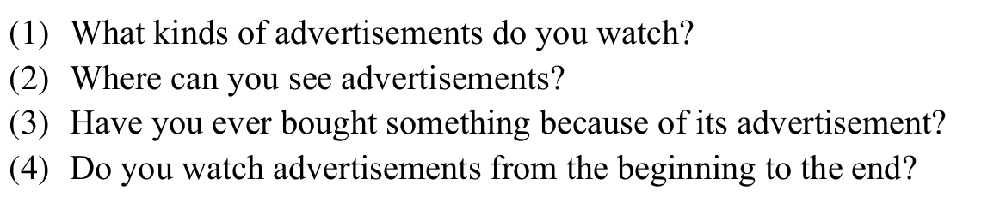 (1) What kinds of advertisements do you watch?
(2) Where can you see advertisements?
(3) Have you ever bought something because of its advertisement?
(4) Do you watch advertisements from the beginning to the end?